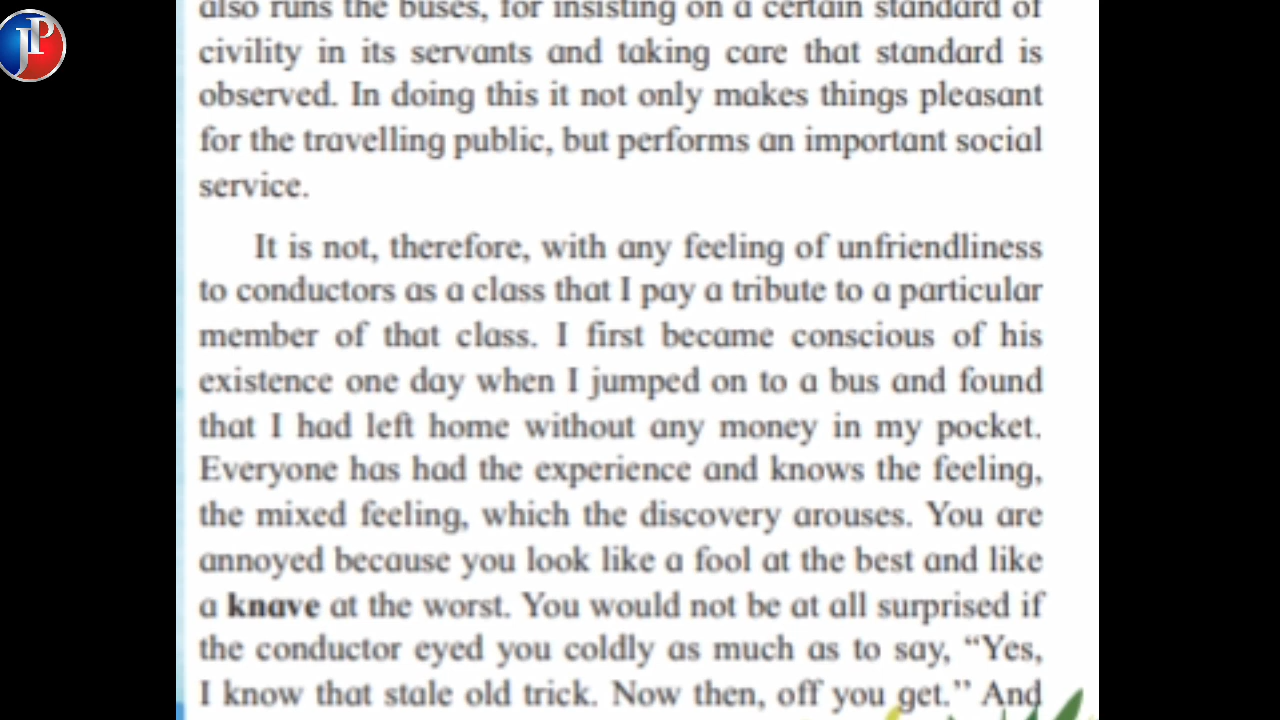 JP
also runs the buses, for insisting on a certain standard of
civility in its servants and taking care that standard is
observed. In doing this it not only makes things pleasant
for the travelling public, but performs an important social
service.
It is not, therefore, with any feeling of unfriendliness
to conductors as a class that I pay a tribute to a particular
member of that class. I first became conscious of his
existence one day when I jumped on to a bus and found
that I had left home without any money in my pocket.
Everyone has had the experience and knows the feeling,
the mixed feeling, which the discovery arouses. You are
annoyed because you look like a fool at the best and like
a knave at the worst. You would not be at all surprised if
the conductor eyed you coldly as much as to say, “Yes,
I know that stale old trick. Now then, off you get.” And